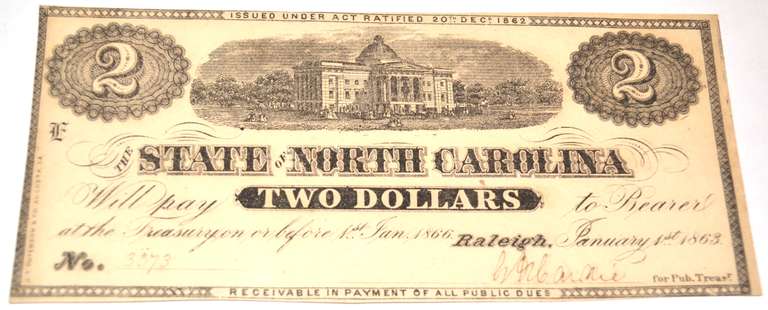 ISSUED UNDER ACT RATIFIED 20TH DECR 1862
2 2
F
THE STATE OF NORTH CAROLINA
Will pay TWO DOLLARS to Bearer
at the Treasury, on or before 1st Jan. 1866. Raleigh, January 1st 1863.
No. 3373
for Pub. Treasr.
RECEIVABLE IN PAYMENT OF ALL PUBLIC DUES